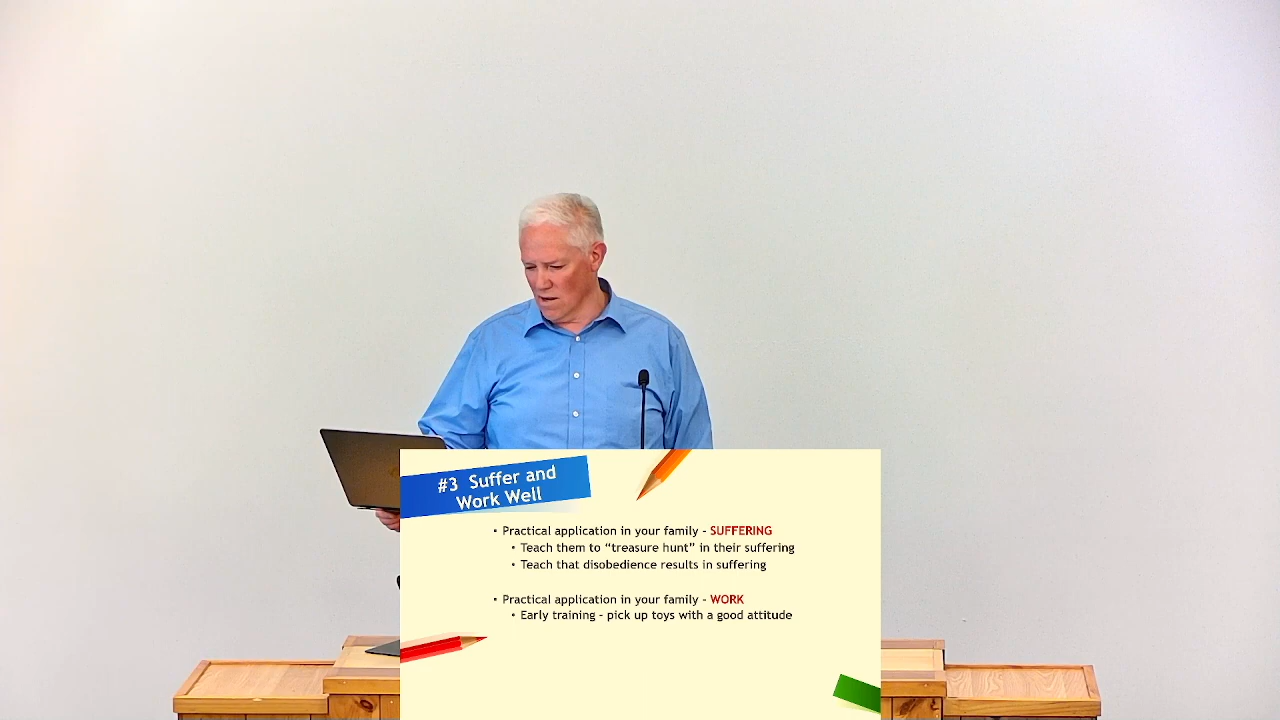 #3 Suffer and
Work Well
• Practical application in your family - SUFFERING
• Teach them to “treasure hunt” in their suffering
• Teach that disobedience results in suffering
• Practical application in your family - WORK
• Early training - pick up toys with a good attitude